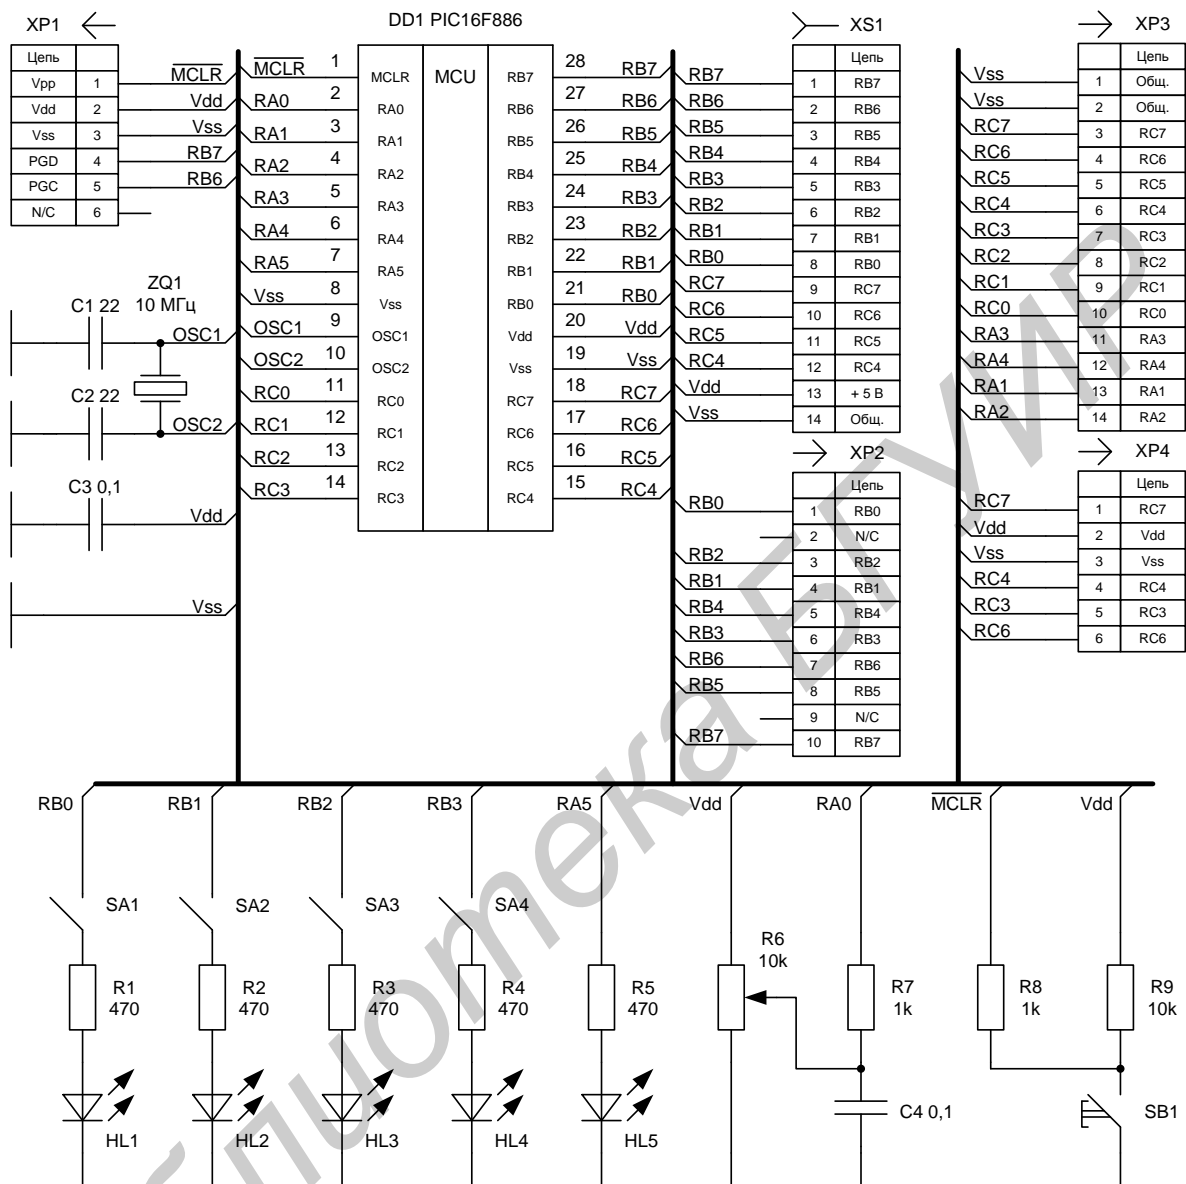 XP1
Цепь
Vpp 1 MCLR
Vdd 2 Vdd
Vss 3 Vss
PGD 4 RB7
PGC 5 RB6
N/C 6
DD1 PIC16F886
MCU
MCLR 1 MCLR
RA0 2 RA0
RA1 3 RA1
RA2 4 RA2
RA3 5 RA3
RA4 6 RA4
RA5 7 RA5
Vss 8 Vss
OSC1 9 OSC1
OSC2 10 OSC2
RC0 11 RC0
RC1 12 RC1
RC2 13 RC2
RC3 14 RC3
RB7 28 RB7
RB6 27 RB6
RB5 26 RB5
RB4 25 RB4
RB3 24 RB3
RB2 23 RB2
RB1 22 RB1
RB0 21 RB0
Vdd 20 Vdd
Vss 19 Vss
RC7 18 RC7
RC6 17 RC6
RC5 16 RC5
RC4 15 RC4
XS1
Цепь
RB7 1 RB7
RB6 2 RB6
RB5 3 RB5
RB4 4 RB4
RB3 5 RB3
RB2 6 RB2
RB1 7 RB1
RB0 8 RB0
RC7 9 RC7
RC6 10 RC6
RC5 11 RC5
RC4 12 RC4
Vdd 13 + 5 В
Vss 14 Общ.
XP2
Цепь
RB0 1 RB0
2 N/C
RB2 3 RB2
RB1 4 RB1
RB4 5 RB4
RB3 6 RB3
RB6 7 RB6
RB5 8 RB5
9 N/C
RB7 10 RB7
XP3
Цепь
Vss 1 Общ.
Vss 2 Общ.
RC7 3 RC7
RC6 4 RC6
RC5 5 RC5
RC4 6 RC4
RC3 7 RC3
RC2 8 RC2
RC1 9 RC1
RC0 10 RC0
RA3 11 RA3
RA4 12 RA4
RA1 13 RA1
RA2 14 RA2
XP4
Цепь
RC7 1 RC7
Vdd 2 Vdd
Vss 3 Vss
RC4 4 RC4
RC3 5 RC3
RC6 6 RC6
ZQ1
10 МГц
C1 22
OSC1
C2 22
OSC2
C3 0,1
Vdd
Vss
RB0 RB1 RB2 RB3 RA5 Vdd RA0 MCLR Vdd
SA1 SA2 SA3 SA4
R1
470
R2
470
R3
470
R4
470
R5
470
R6
10k
R7
1k
R8
1k
R9
10k
HL1 HL2 HL3 HL4 HL5
C4 0,1
SB1
БГУИР